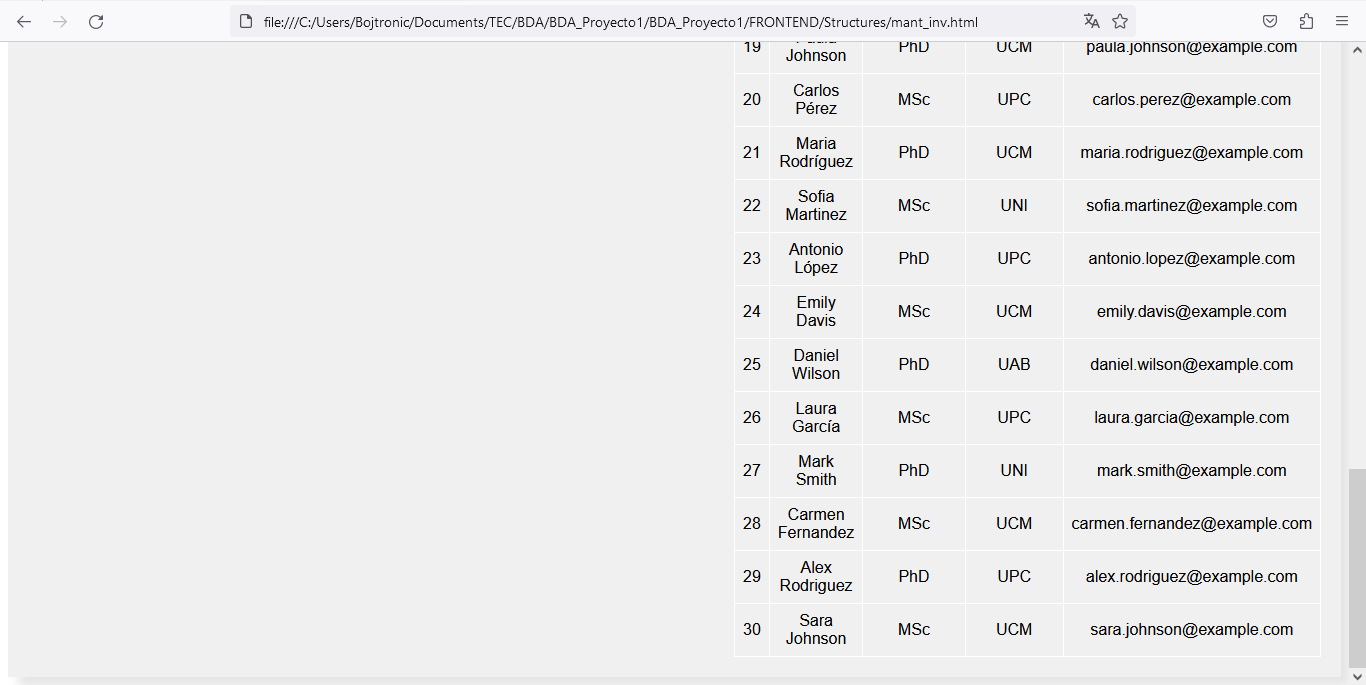 file:///C:/Users/Bojtronic/Documents/TEC/BDA/BDA_Proyecto1/BDA_Proyecto1/FRONTEND/Structures/mant_inv.html
19 Paula Johnson PhD UCM paula.johnson@example.com
20 Carlos Pérez MSc UPC carlos.perez@example.com
21 Maria Rodríguez PhD UCM maria.rodriguez@example.com
22 Sofia Martinez MSc UNI sofia.martinez@example.com
23 Antonio López PhD UPC antonio.lopez@example.com
24 Emily Davis MSc UCM emily.davis@example.com
25 Daniel Wilson PhD UAB daniel.wilson@example.com
26 Laura García MSc UPC laura.garcia@example.com
27 Mark Smith PhD UNI mark.smith@example.com
28 Carmen Fernandez MSc UCM carmen.fernandez@example.com
29 Alex Rodriguez PhD UPC alex.rodriguez@example.com
30 Sara Johnson MSc UCM sara.johnson@example.com